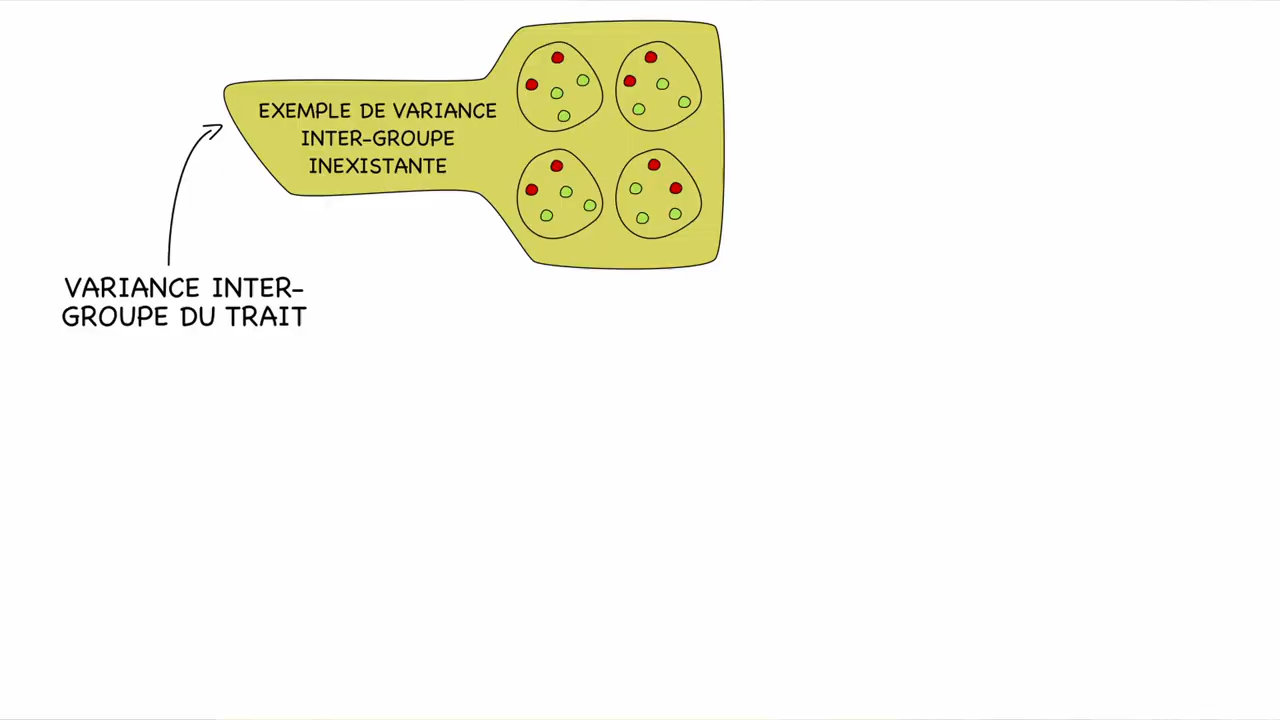 EXEMPLE DE VARIANCE
INTER-GROUPE
INEXISTANTE
VARIANCE INTER-
GROUPE DU TRAIT